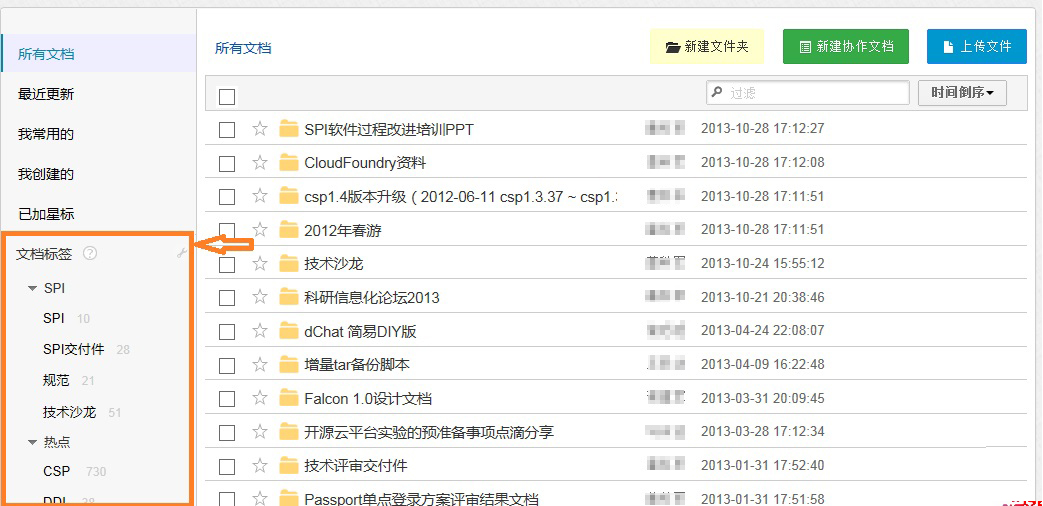 所有文档
最近更新
我常用的
我创建的
已加星标
文档标签 ?
SPI
SPI 10
SPI交付件 28
规范 21
技术沙龙 51
热点
CSP 730
DDL 38
所有文档
新建文件夹
新建协作文档
上传文件
过滤
时间倒序
SPI软件过程改进培训PPT 2013-10-28 17:12:27
CloudFoundry资料 2013-10-28 17:12:08
csp1.4版本升级（2012-06-11 csp1.3.37 ~ csp1. 2013-10-28 17:11:51
2012年春游 2013-10-28 17:11:51
技术沙龙 2013-10-24 15:55:12
科研信息化论坛2013 2013-10-21 20:38:46
dChat 简易DIY版 2013-04-24 22:08:07
增量tar备份脚本 2013-04-09 16:22:48
Falcon 1.0设计文档 2013-03-31 20:09:45
开源云平台实验的预准备事项点滴分享 2013-03-28 17:12:34
技术评审交付件 2013-01-31 17:52:40
Passport单点登录方案评审结果文档 2013-01-31 17:51:58